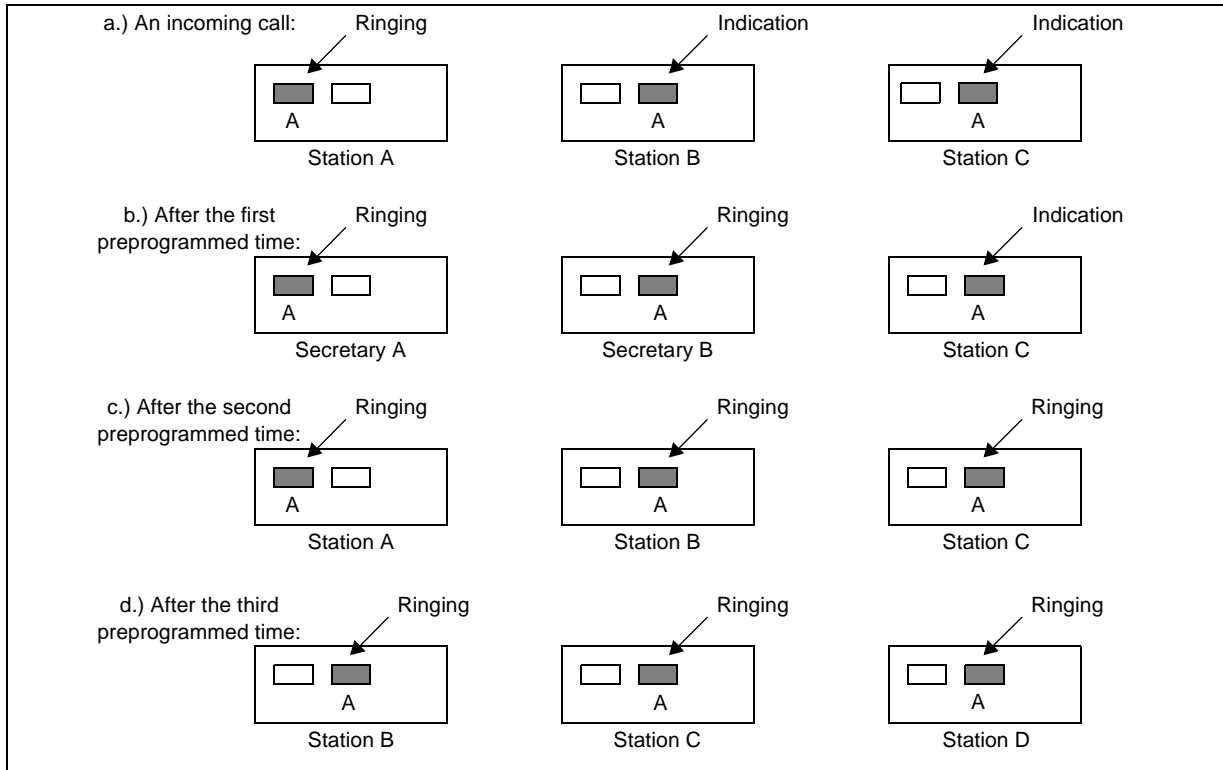 a.) An incoming call: Ringing Indication Indication
A A A
Station A Station B Station C
b.) After the first Ringing Ringing Indication
preprogrammed time:
A A A
Secretary A Secretary B Station C
c.) After the second Ringing Ringing Ringing
preprogrammed time:
A A A
Station A Station B Station C
d.) After the third Ringing Ringing Ringing
preprogrammed time:
A A A
Station B Station C Station D